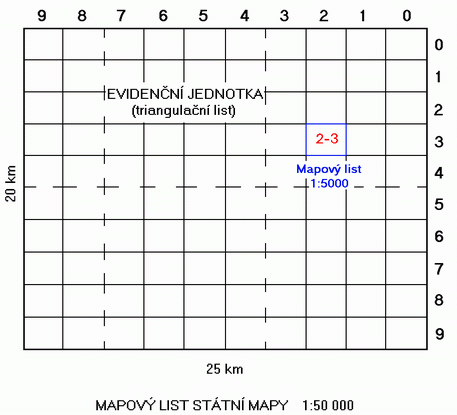 9 8 7 6 5 4 3 2 1 0
0
1
EVIDENČNÍ JEDNOTKA
2
(triangulační list)
2-3
3
Mapový list
4
1:5000
20 km
5
6
7
8
9
25 km
MAPOVÝ LIST STÁTNÍ MAPY 1:50 000